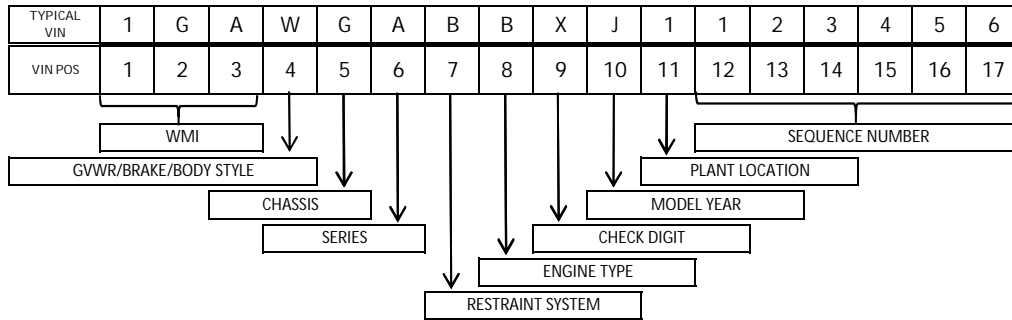 TYPICAL VIN 1 G A W G A B B X J 1 1 2 3 4 5 6
VIN POS 1 2 3 4 5 6 7 8 9 10 11 12 13 14 15 16 17
WMI SEQUENCE NUMBER
GVWR/BRAKE/BODY STYLE PLANT LOCATION
CHASSIS MODEL YEAR
SERIES CHECK DIGIT
ENGINE TYPE
RESTRAINT SYSTEM